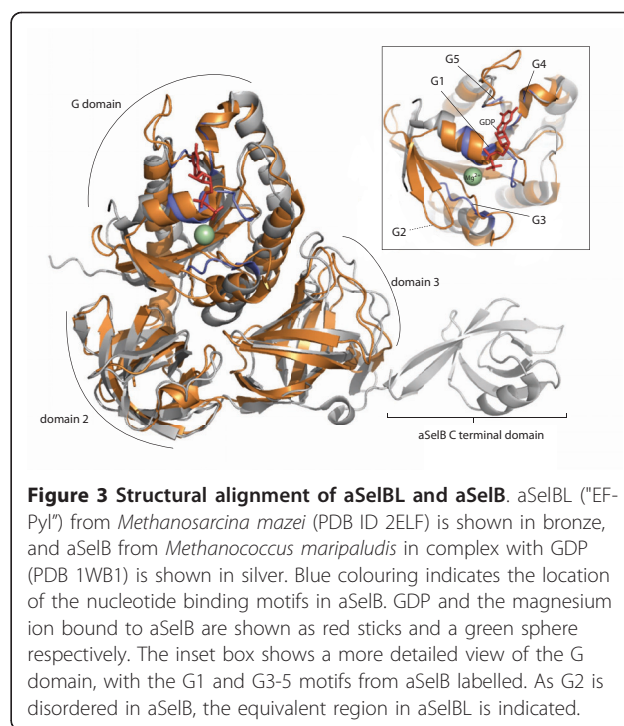 G domain
G5
G4
G1
GDP
Mg
G3
G2
domain 3
domain 2
aSelB C terminal domain
Figure 3 Structural alignment of aSelBL and aSelB. aSelBL ("EF-
Pyl") from Methanosarcina mazei (PDB ID 2ELF) is shown in bronze,
and aSelB from Methanococcus maripaludis in complex with GDP
(PDB 1WB1) is shown in silver. Blue colouring indicates the location
of the nucleotide binding motifs in aSelB. GDP and the magnesium
ion bound to aSelB are shown as red sticks and a green sphere
respectively. The inset box shows a more detailed view of the G
domain, with the G1 and G3-5 motifs from aSelB labelled. As G2 is
disordered in aSelB, the equivalent region in aSelBL is indicated.